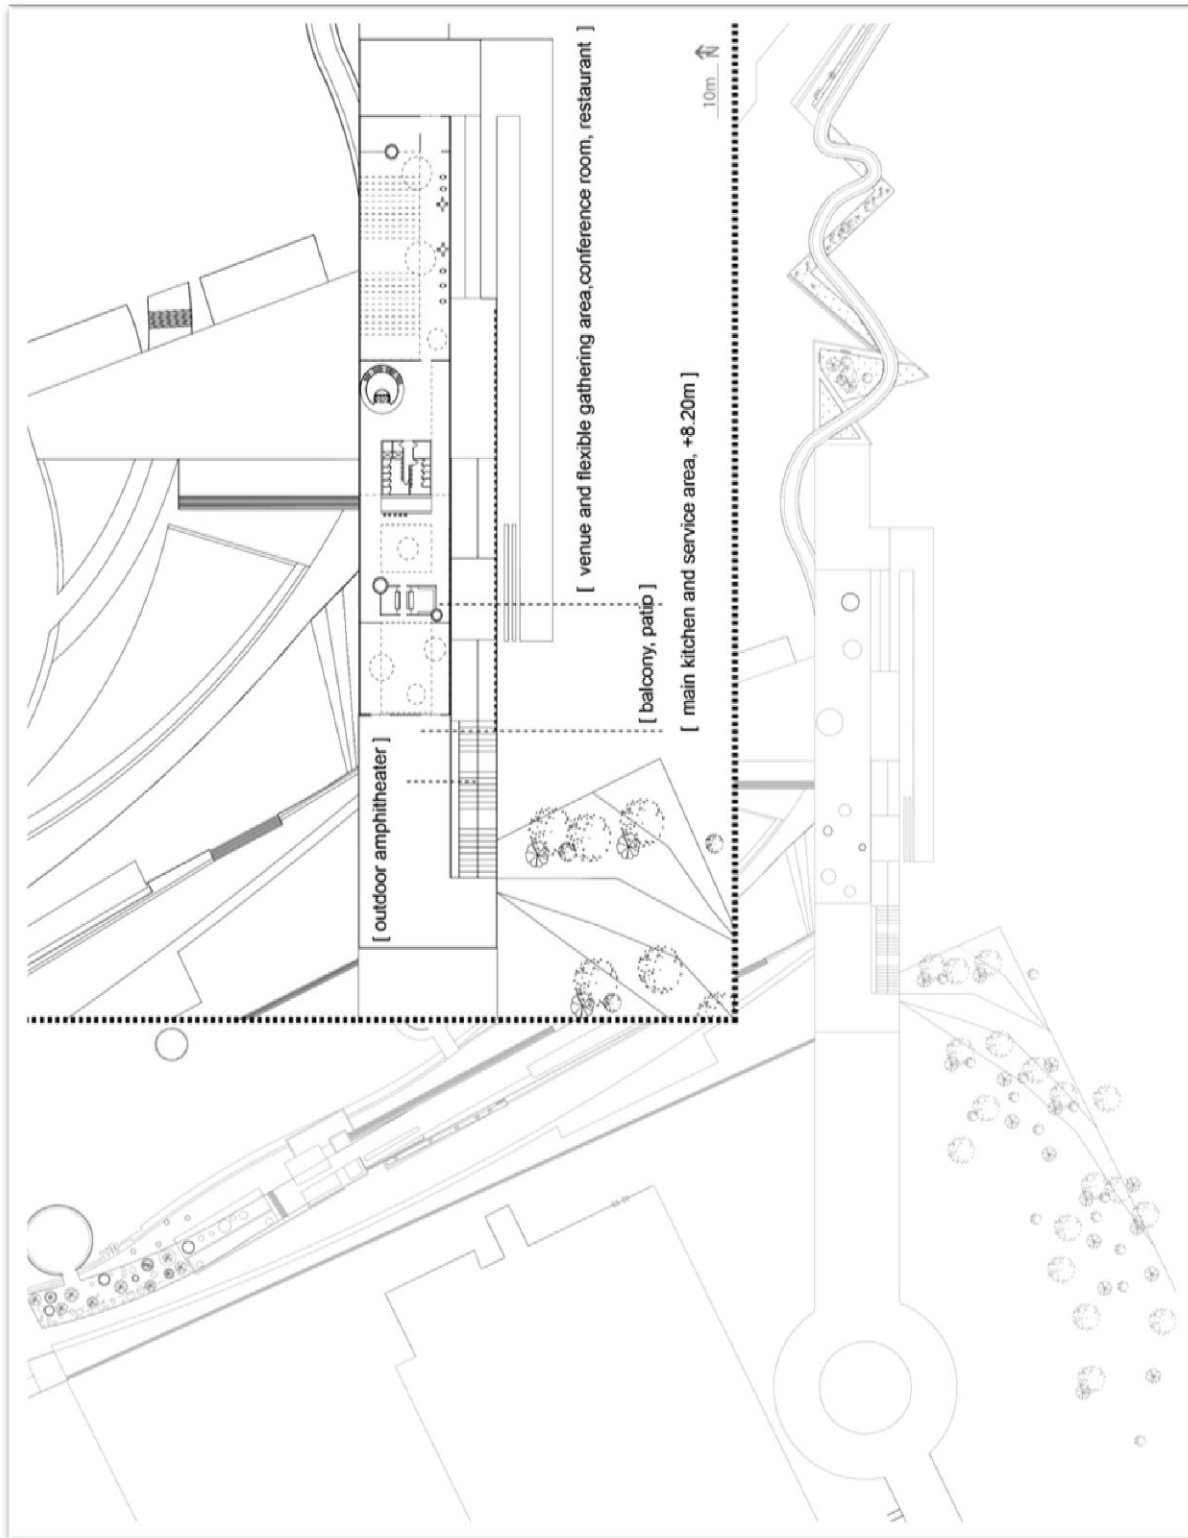 [ outdoor amphitheater ]
[ venue and flexible gathering area,conference room, restaurant ]
[ balcony, patip ]
[ main kitchen and service area, +8.20m ]
10m
N